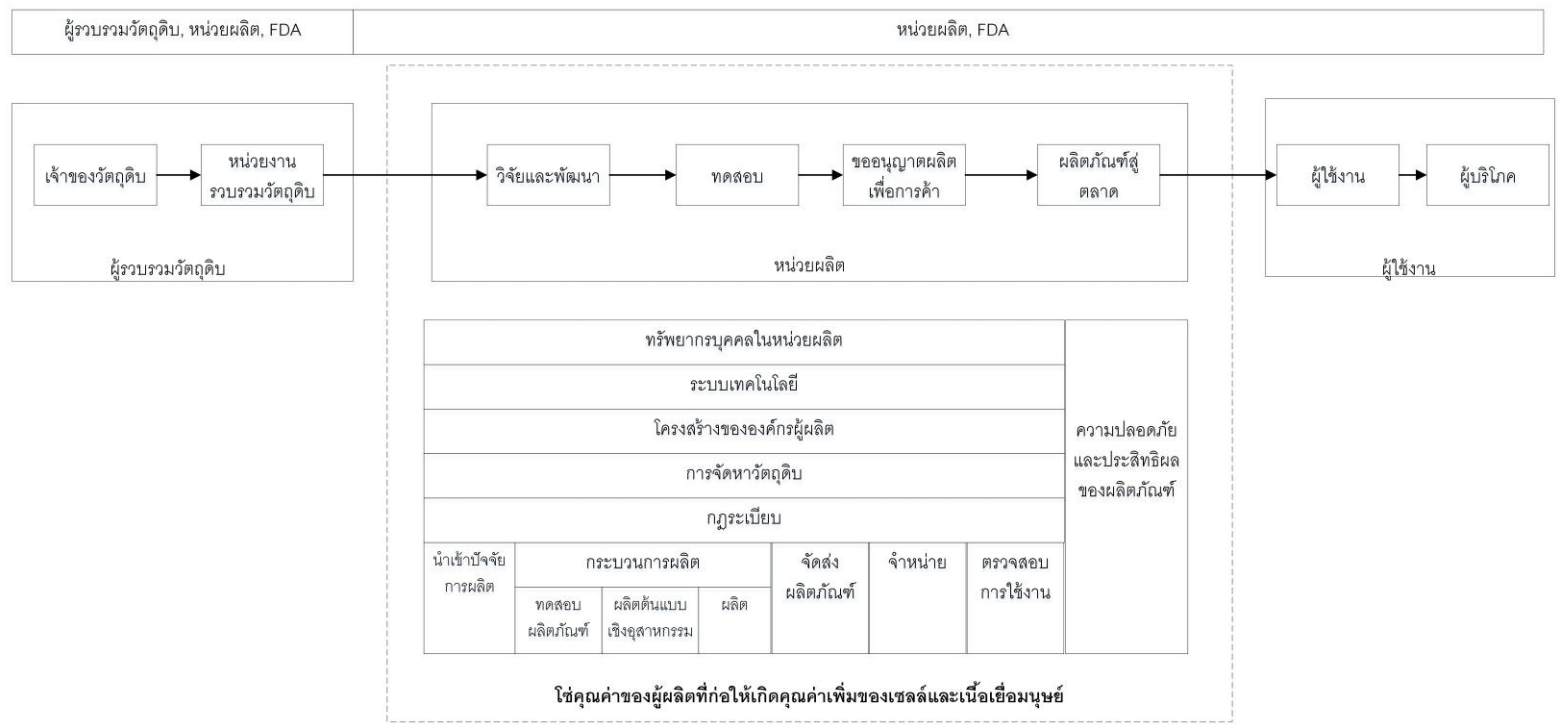 ผู้รวบรวมวัตถุดิบ, หน่วยผลิต, FDA
หน่วยผลิต, FDA
เจ้าของวัตถุดิบ
หน่วยงาน
รวบรวมวัตถุดิบ
ผู้รวบรวมวัตถุดิบ
วิจัยและพัฒนา
ทดสอบ
ขออนุญาตผลิต
เพื่อการค้า
ผลิตภัณฑ์สู่
ตลาด
หน่วยผลิต
ผู้ใช้งาน
ผู้บริโภค
ผู้ใช้งาน
ทรัพยากรบุคคลในหน่วยผลิต
ระบบเทคโนโลยี
โครงสร้างขององค์กรผู้ผลิต
การจัดหาวัตถุดิบ
กฎระเบียบ
นำเข้าปัจจัย
การผลิต
กระบวนการผลิต
ทดสอบ
ผลิตภัณฑ์
ผลิตต้นแบบ
เชิงอุสาหกรรม
ผลิต
จัดส่ง
ผลิตภัณฑ์
จำหน่าย
ตรวจสอบ
การใช้งาน
ความปลอดภัย
และประสิทธิผล
ของผลิตภัณฑ์
โซ่คุณค่าของผู้ผลิตที่ก่อให้เกิดคุณค่าเพิ่มของเซลล์และเนื้อเยื่อมนุษย์